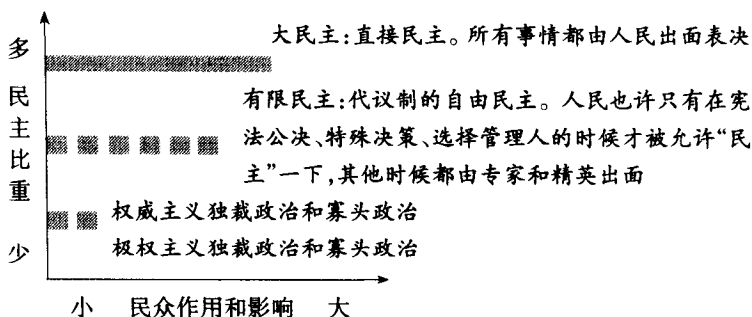 大民主：直接民主。所有事情都由人民出面表决
有限民主：代议制的自由民主。人民也许只有在宪
法公决、特殊决策、选择管理人的时候才被允许“民
主”一下，其他时候都由专家和精英出面
权威主义独裁政治和寡头政治
极权主义独裁政治和寡头政治
多 民主比重 少
小 民众作用和影响 大